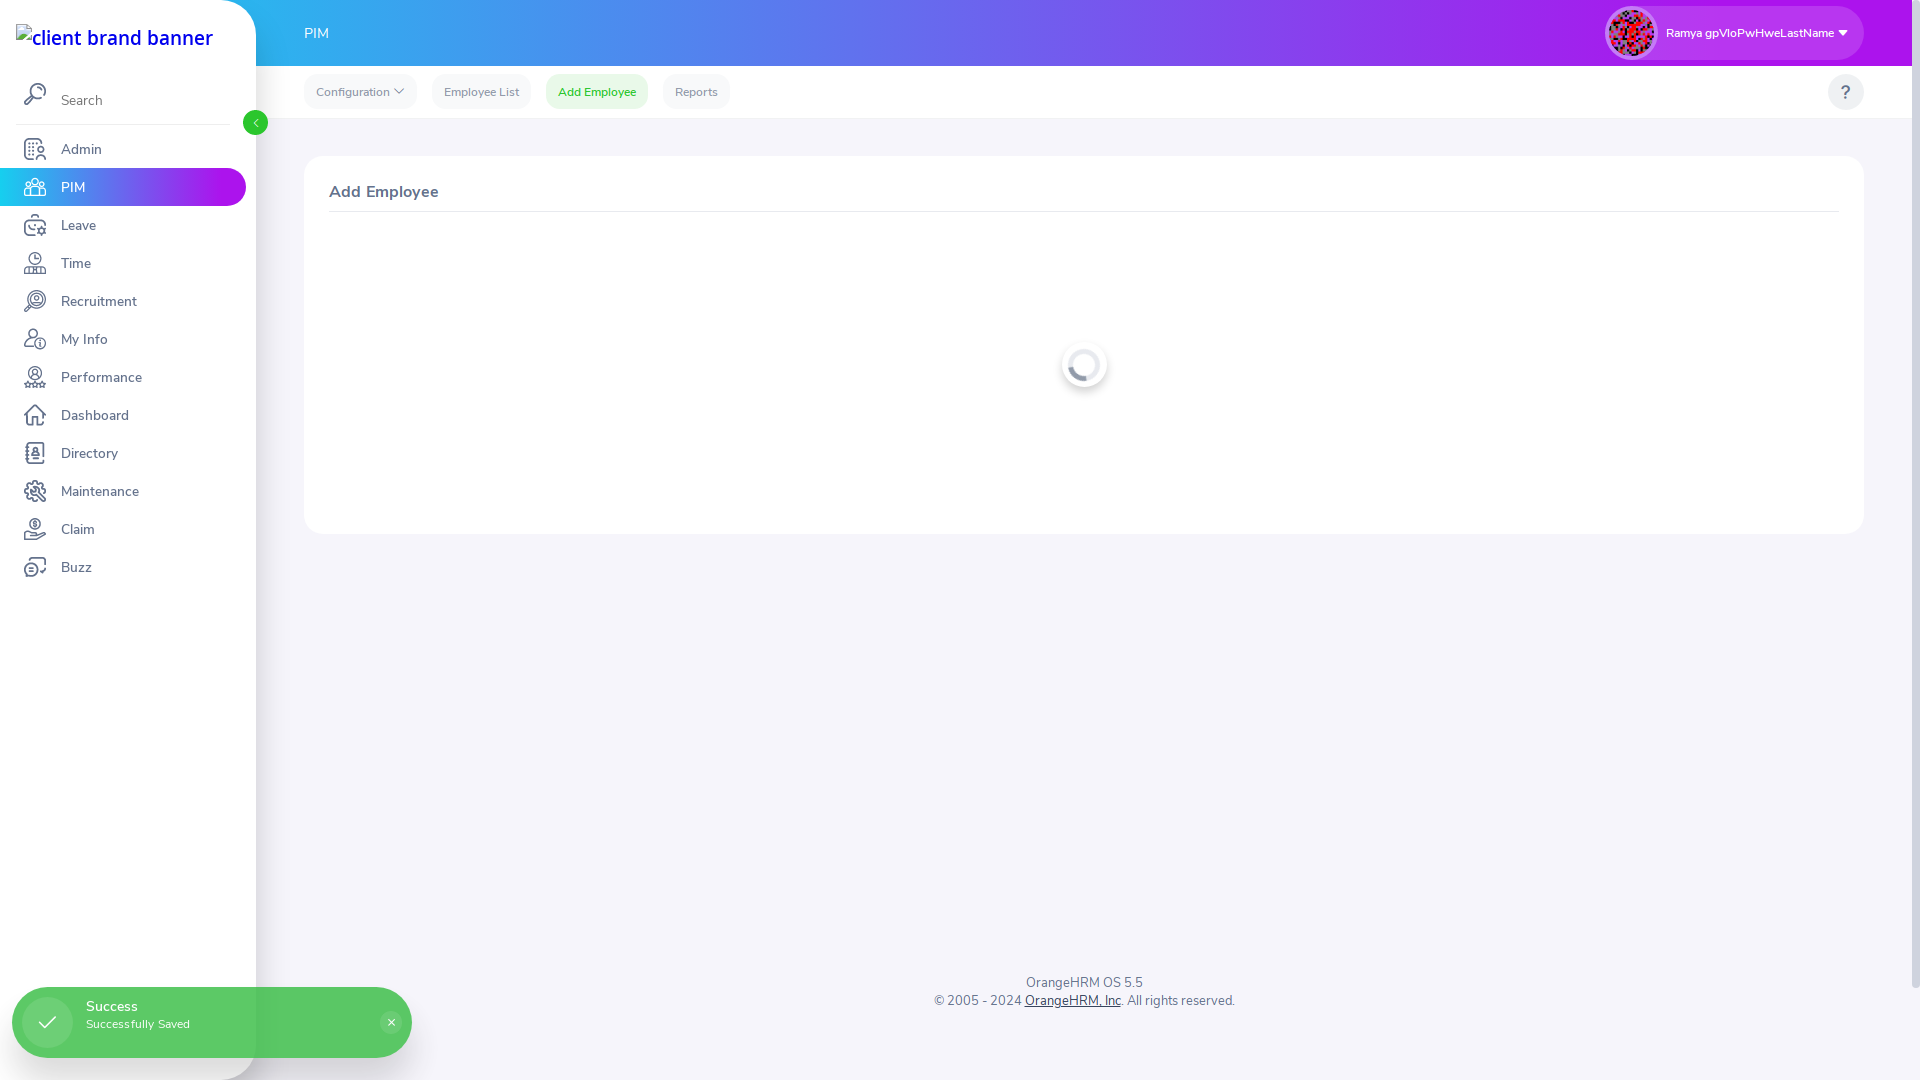 client brand banner
PIM
Ramya gpVIoPwHweLastName
Search
Configuration
Employee List
Add Employee
Reports
?
Admin
PIM
Leave
Time
Recruitment
My Info
Performance
Dashboard
Directory
Maintenance
Claim
Buzz
Add Employee
Success
Successfully Saved
OrangeHRM OS 5.5
© 2005 - 2024 OrangeHRM, Inc. All rights reserved.